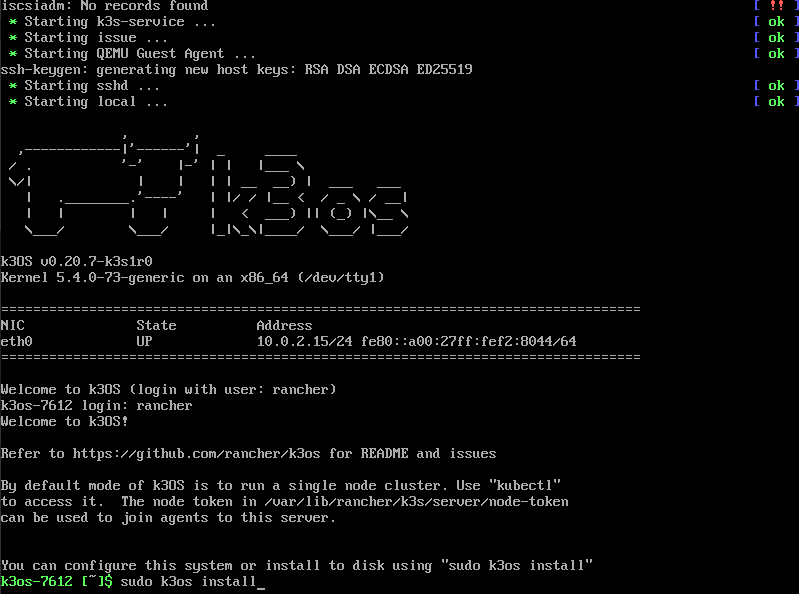 iscsiadm: No records found [ !! ]
* Starting k3s-service ... [ ok ]
* Starting issue ... [ ok ]
* Starting QEMU Guest Agent ... [ ok ]
ssh-keygen: generating new host keys: RSA DSA ECDSA ED25519
* Starting sshd ... [ ok ]
* Starting local ... [ ok ]
k3os
k3OS v0.20.7-k3s1r0
Kernel 5.4.0-73-generic on an x86_64 (/dev/tty1)
================================================================================
NIC State Address
eth0 UP 10.0.2.15/24 fe80::a00:27ff:fef2:8044/64
================================================================================
Welcome to k3OS (login with user: rancher)
k3os-7612 login: rancher
Welcome to k3OS!
Refer to https://github.com/rancher/k3os for README and issues
By default mode of k3OS is to run a single node cluster. Use "kubectl"
to access it.  The node token in /var/lib/rancher/k3s/server/node-token
can be used to join agents to this server.
You can configure this system or install to disk using "sudo k3os install"
k3os-7612 [~]$ sudo k3os install_